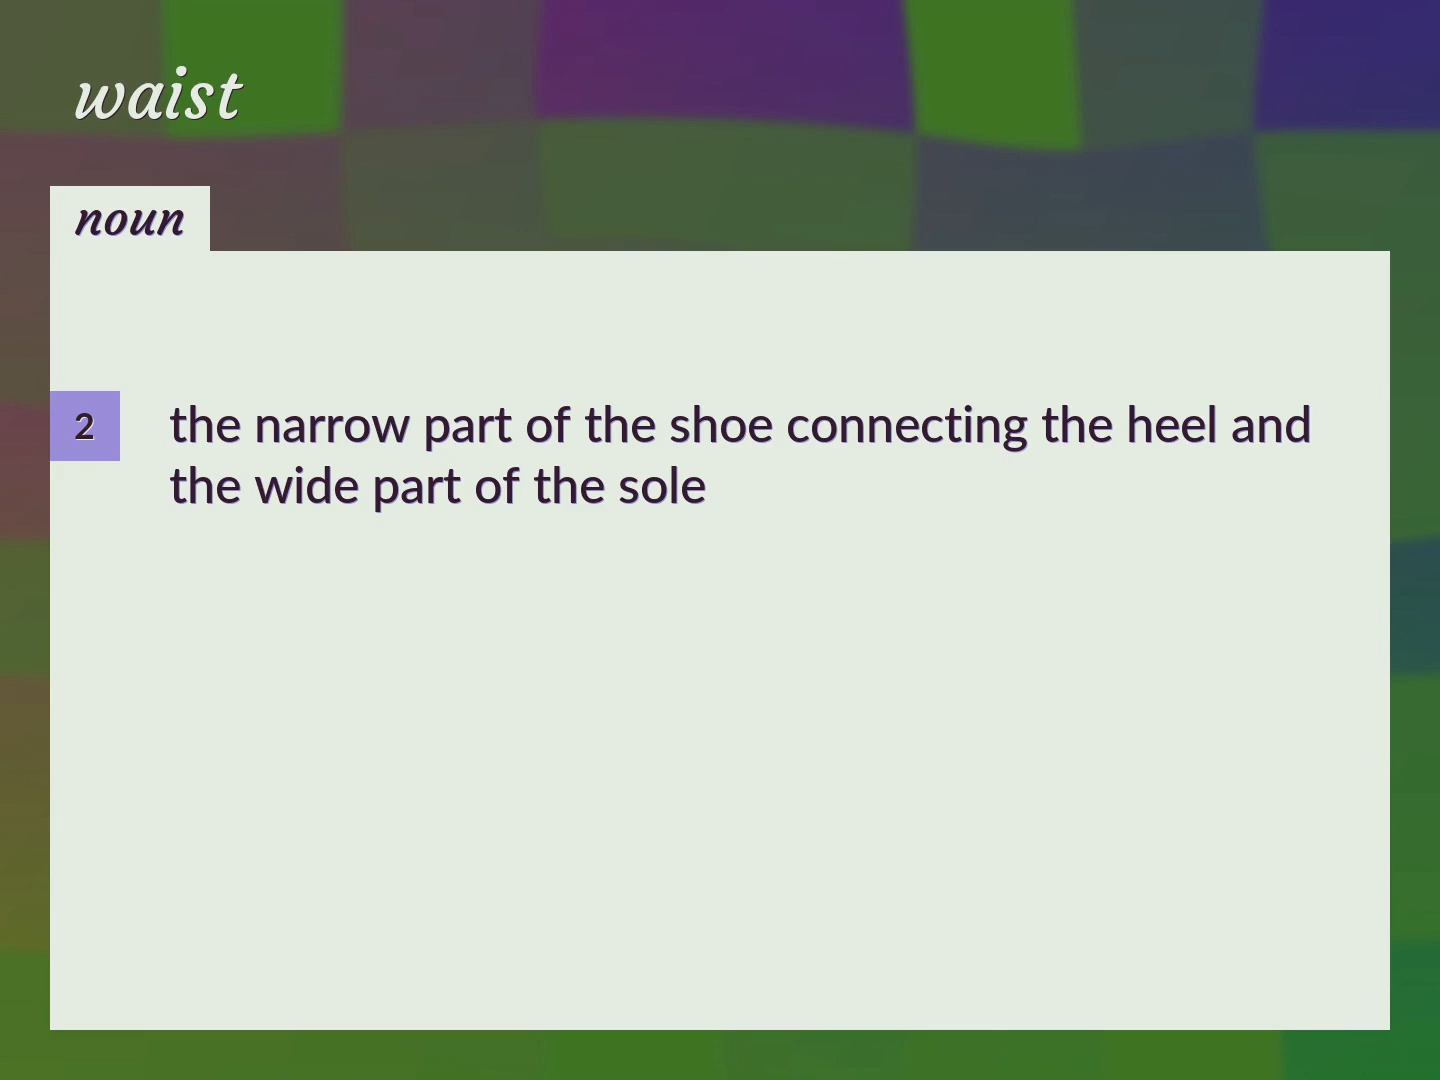 waist
noun
2
the narrow part of the shoe connecting the heel and
the wide part of the sole